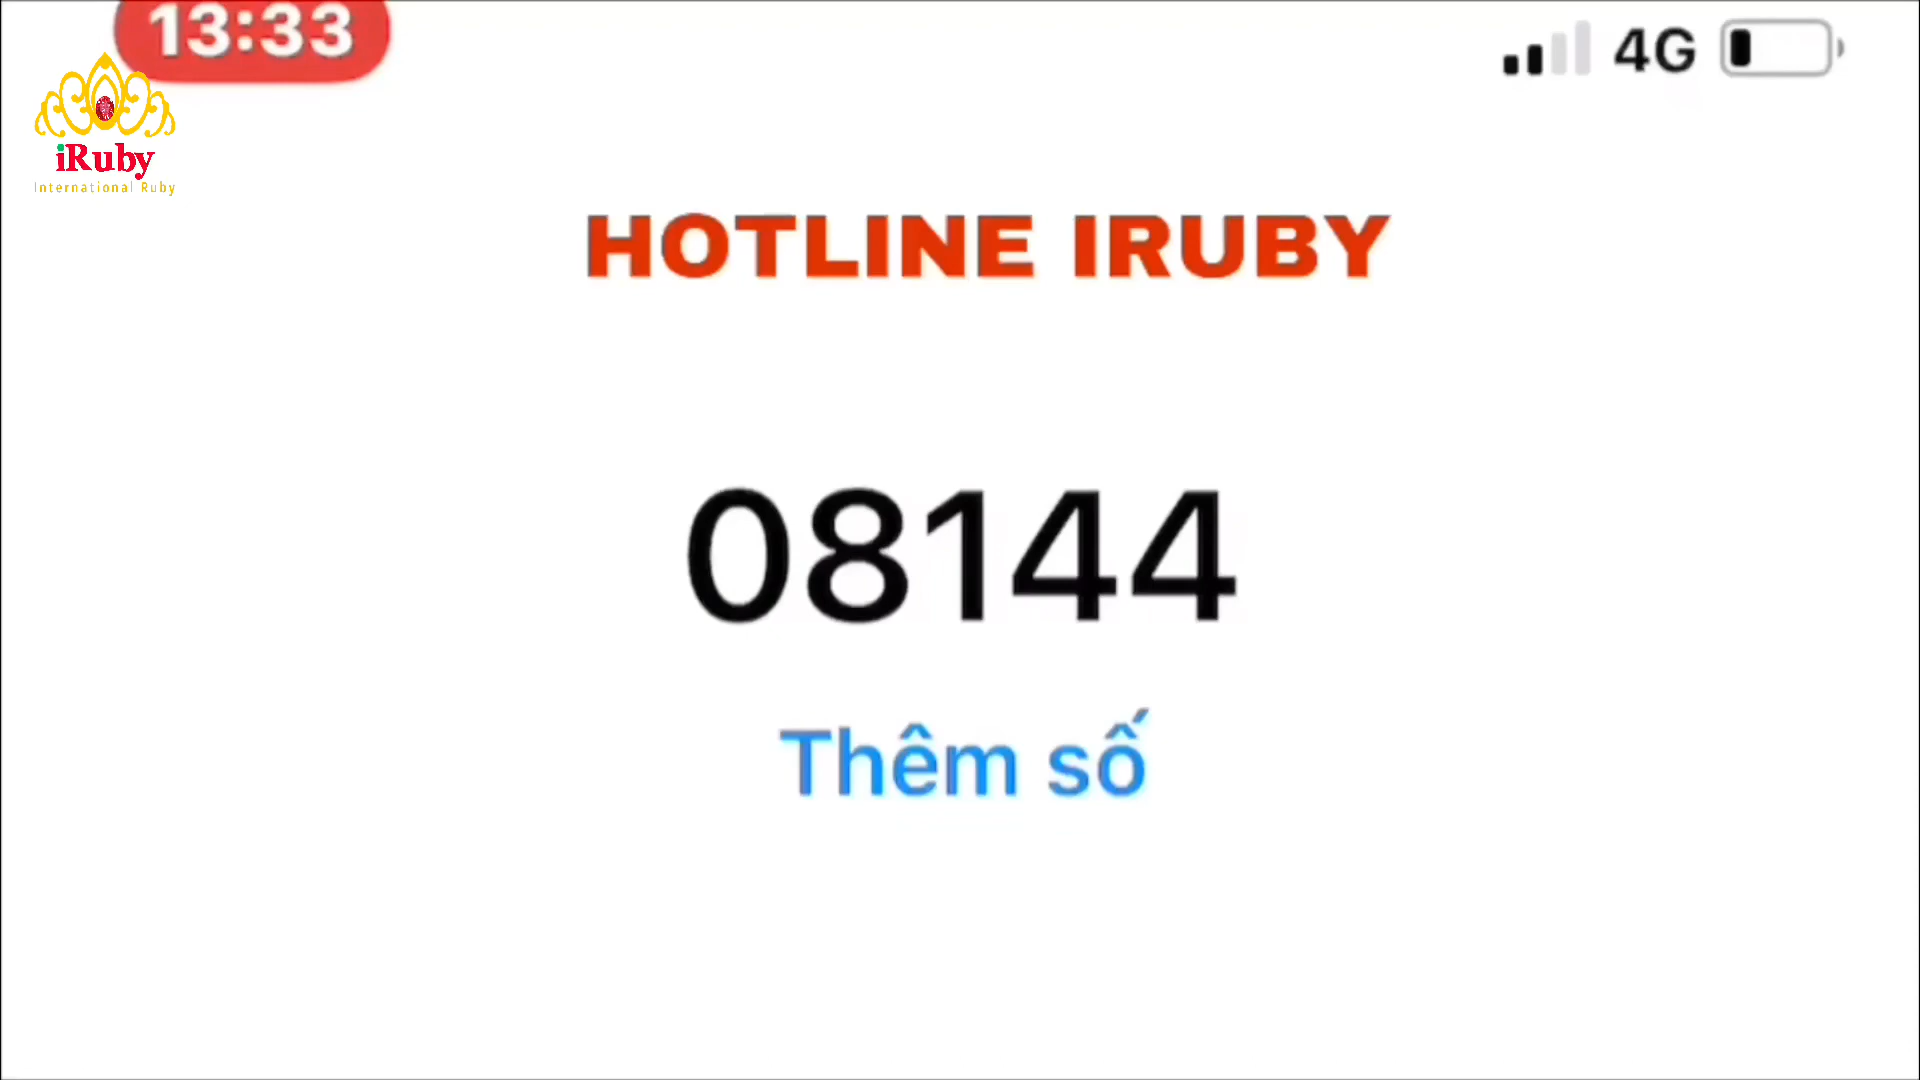 13:33
4G
iRuby
International Ruby
HOTLINE IRUBY
08144
Thêm số